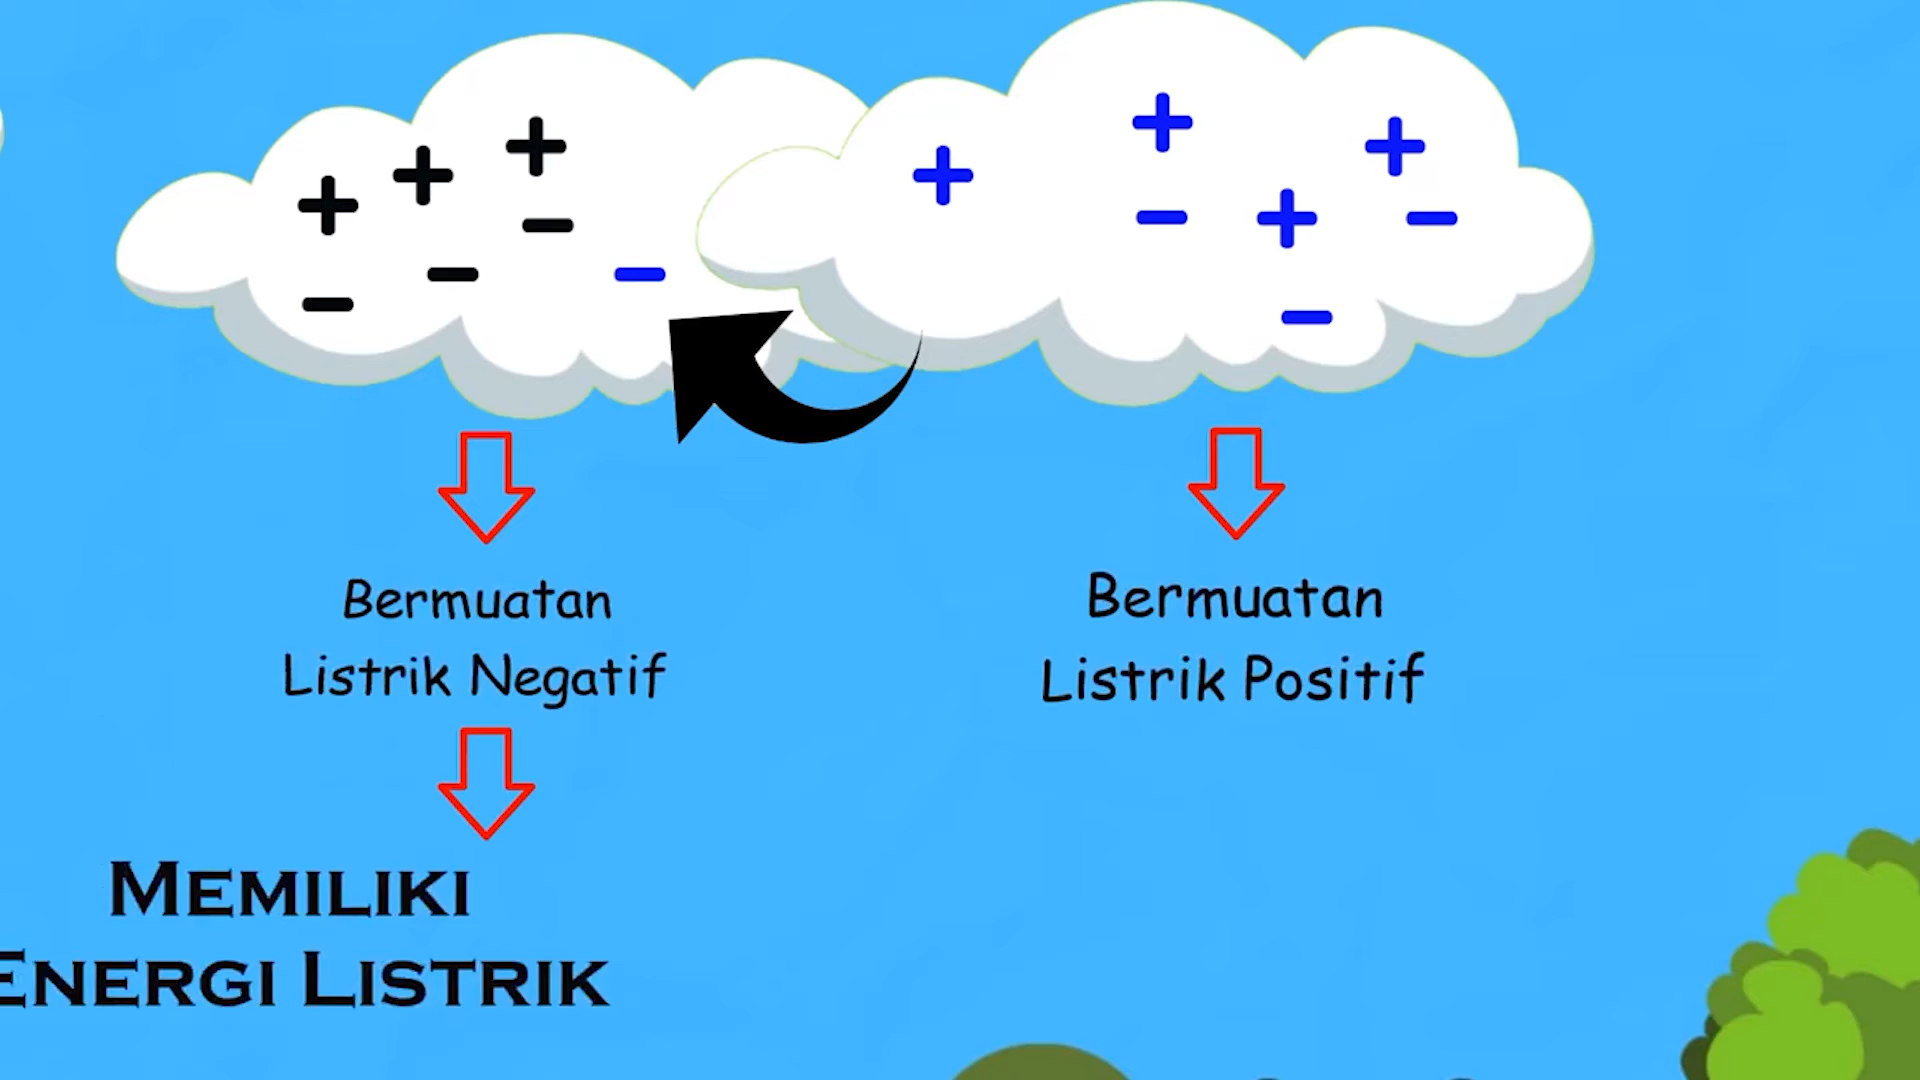 + + +
- - - -
+ + + +
- - -
Bermuatan
Listrik Negatif
Bermuatan
Listrik Positif
MEMILIKI
ENERGI LISTRIK